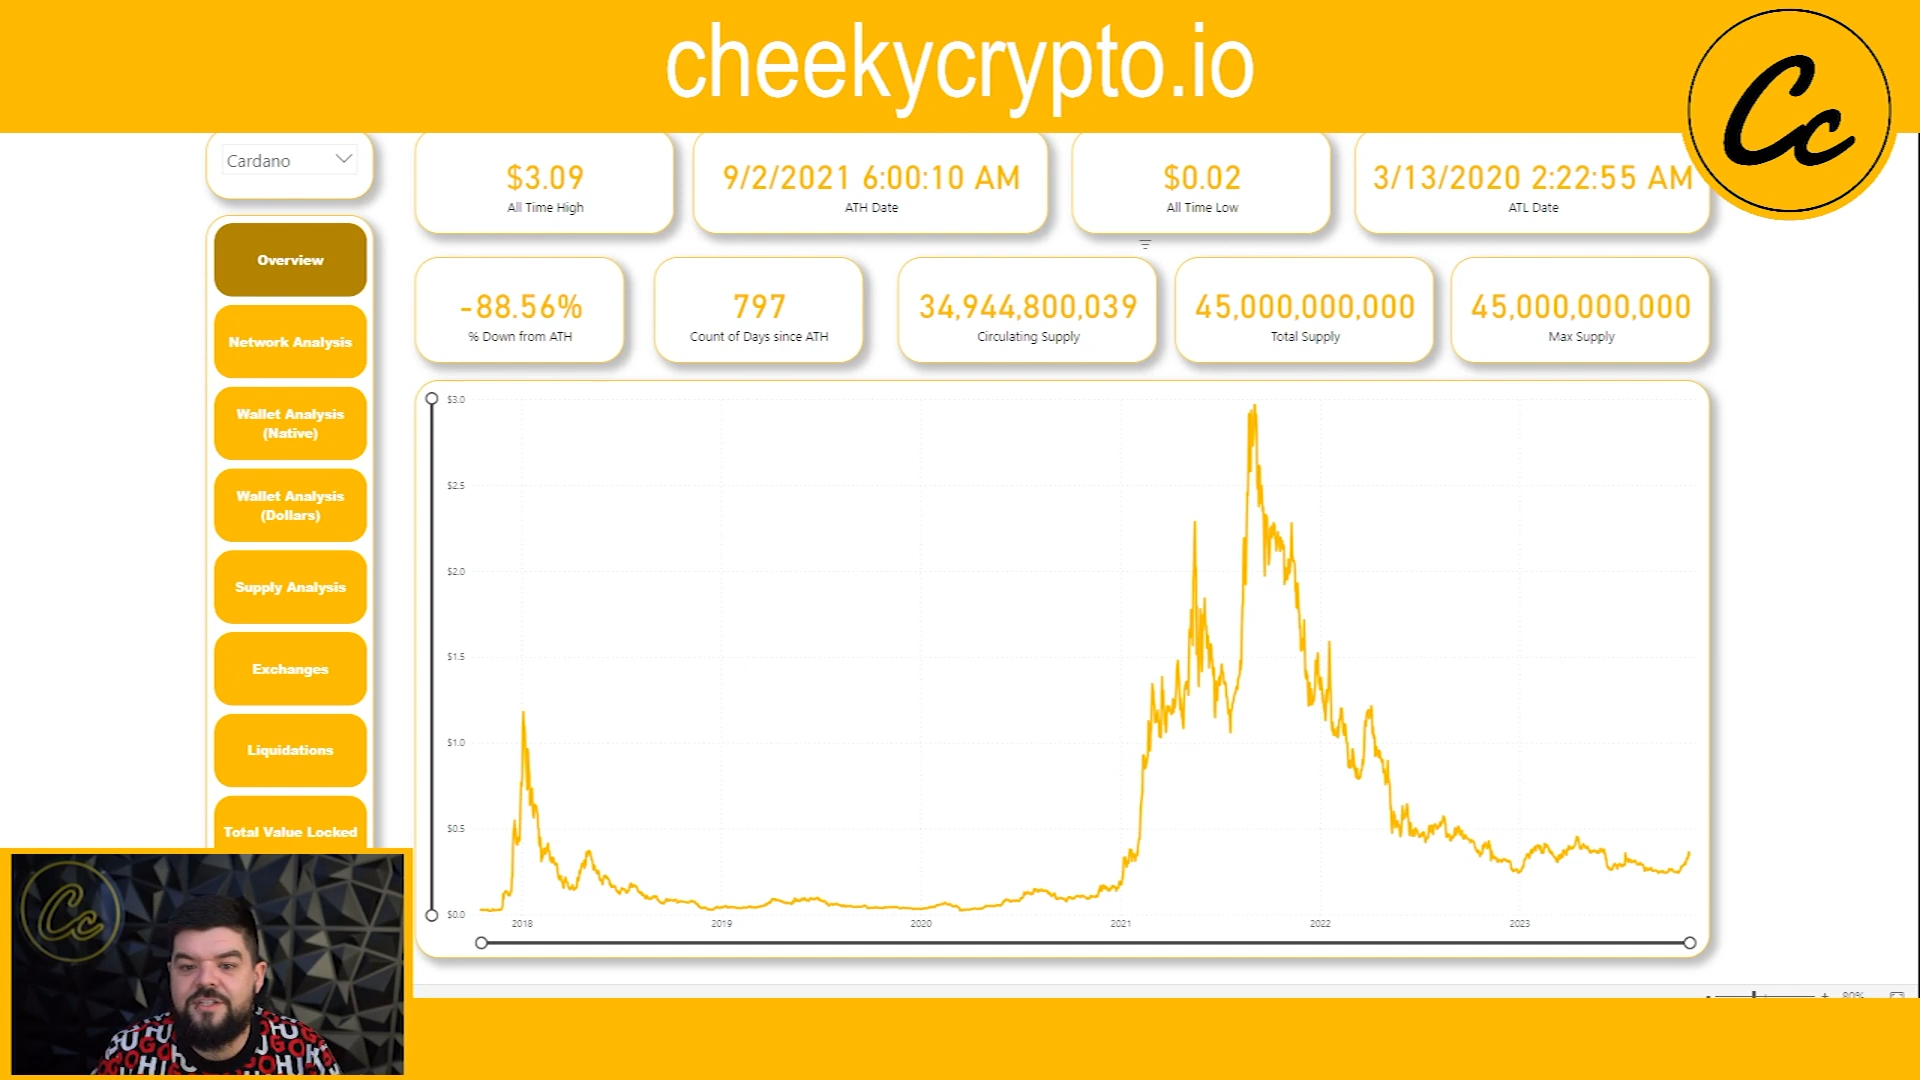 cheekycrypto.io
Cc
Cardano
$3.09
All Time High
9/2/2021 6:00:10 AM
ATH Date
$0.02
All Time Low
3/13/2020 2:22:55 AM
ATL Date
Overview
Network Analysis
Wallet Analysis
(Native)
Wallet Analysis
(Dollars)
Supply Analysis
Exchanges
Liquidations
Total Value Locked
-88.56%
% Down from ATH
797
Count of Days since ATH
34,944,800,039
Circulating Supply
45,000,000,000
Total Supply
45,000,000,000
Max Supply
$3.0
$2.5
$2.0
$1.5
$1.0
$0.5
$0.0
2018
2019
2020
2021
2022
2023
80%
Cc